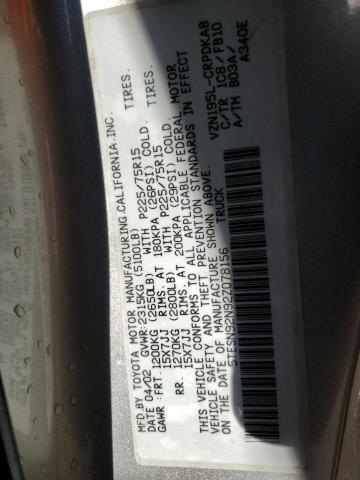 MFD BY TOYOTA MOTOR MANUFACTURING,CALIFORNIA,INC.
DATE 04/02 GVWR 2315KG (5100LB)
GAWR: FRT. 1200KG (2650LB) WITH P225/75R15 TIRES,
15X7JJ RIMS, AT 180KPA (26PSI) COLD.
RR. 1270KG (2800LB) WITH P225/75R15 TIRES,
15X7JJ RIMS, AT 200KPA (29PSI) COLD.
THIS VEHICLE CONFORMS TO ALL APPLICABLE FEDERAL MOTOR
VEHICLE SAFETY AND THEFT PREVENTION STANDARDS IN EFFECT
ON THE DATE OF MANUFACTURE SHOWN ABOVE.
5TESN92N922078156 TRUCK
VZN195L-CRPDKAB
C/TR 1C8/FB10
A/TM B03A/
A340E